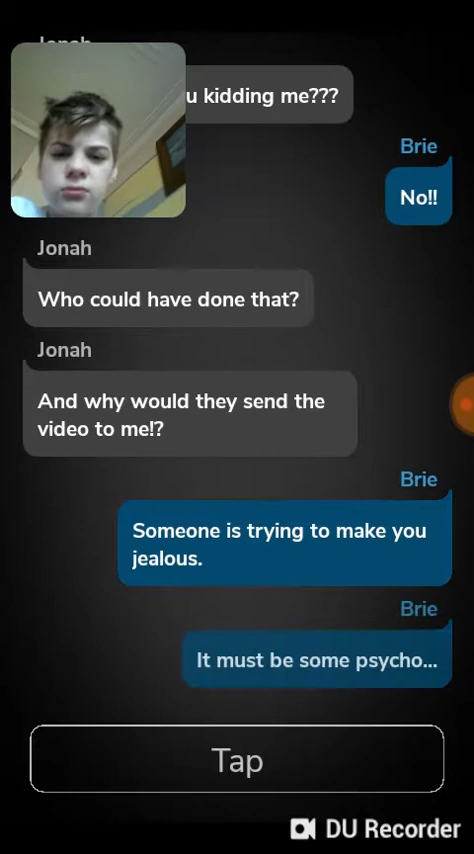 Jonah
u kidding me???
Brie
No!!
Jonah
Who could have done that?
Jonah
And why would they send the
video to me!?
Brie
Someone is trying to make you
jealous.
Brie
It must be some psycho...
Tap
DU Recorder